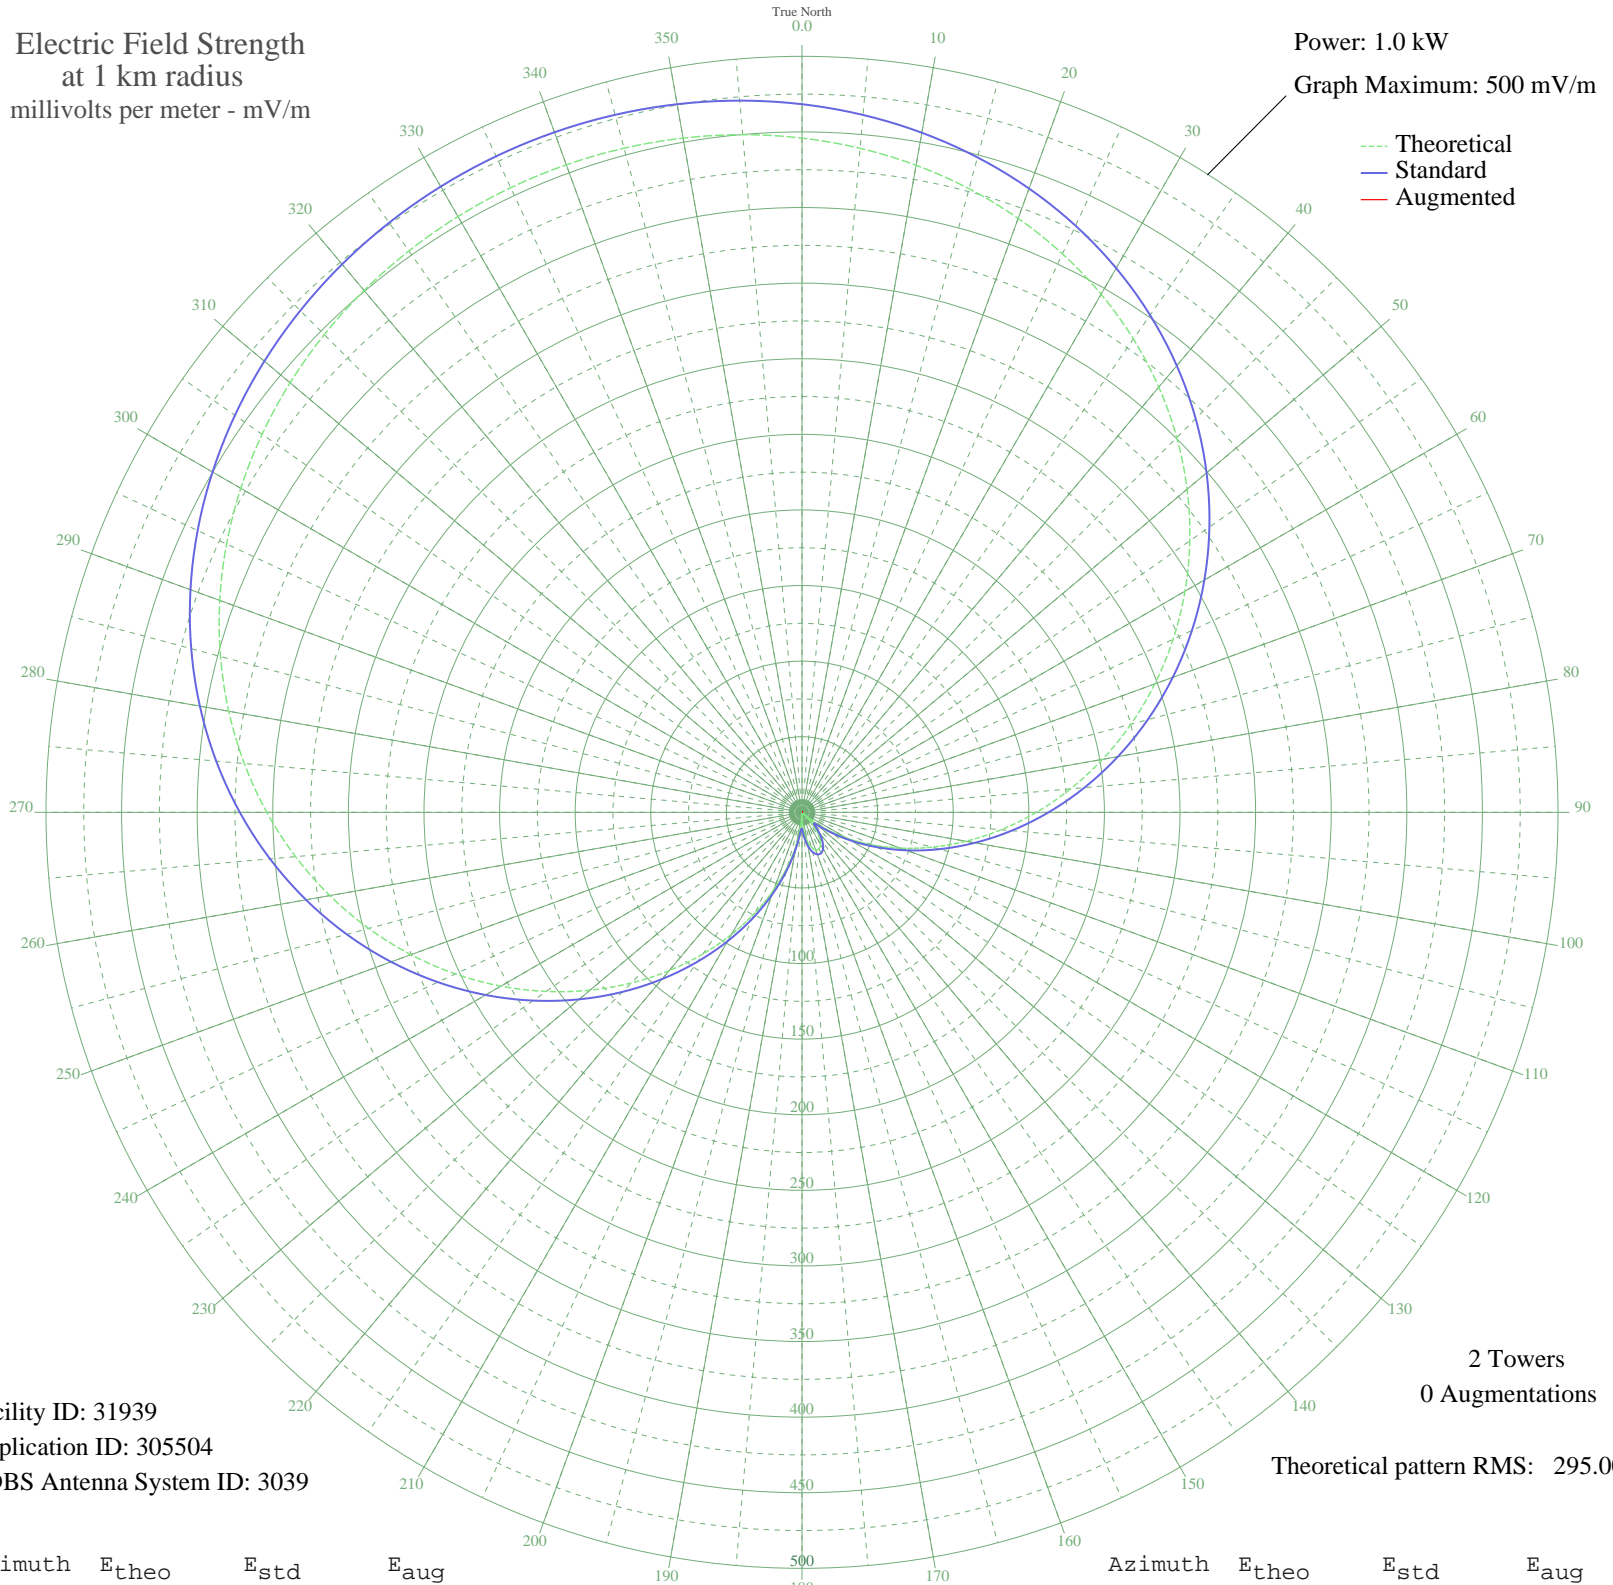 True North
Electric Field Strength
at 1 km radius
millivolts per meter - mV/m
Power: 1.0 kW
Graph Maximum: 500 mV/m
Theoretical
Standard
Augmented
0.0
10
20
30
40
50
60
70
80
90
100
110
120
130
140
150
160
170
190
200
210
220
230
240
250
260
270
280
290
300
310
320
330
340
350
100
150
200
250
300
350
400
450
500
2 Towers
0 Augmentations
Theoretical pattern RMS: 295.00
cility ID: 31939
plication ID: 305504
DBS Antenna System ID: 3039
imuth Etheo Estd Eaug
Azimuth Etheo Estd Eaug